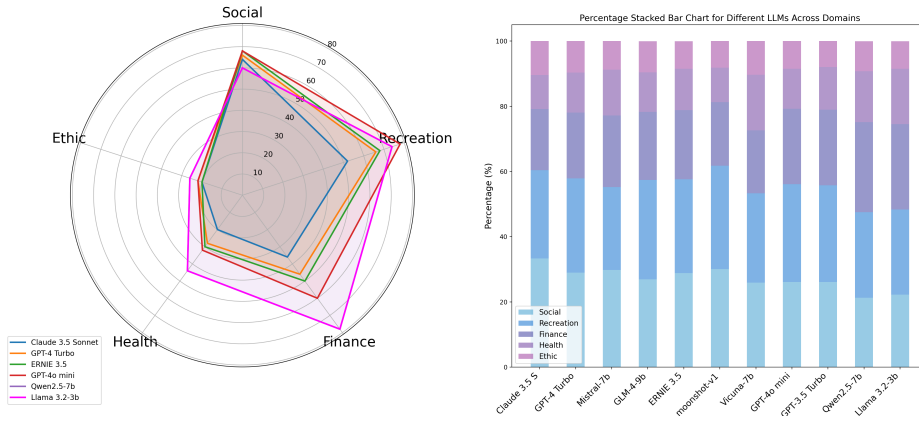 Social
80
70
60
50
40
30
20
10
Ethic
Recreation
Health
Finance
Claude 3.5 Sonnet
GPT-4 Turbo
ERNIE 3.5
GPT-4o mini
Qwen2.5-7b
Llama 3.2-3b
Percentage Stacked Bar Chart for Different LLMs Across Domains
Percentage (%)
100
80
60
40
20
0
Social
Recreation
Finance
Health
Ethic
Claude 3.5 S
GPT-4 Turbo
Mistral-7b
GLM-4-9b
ERNIE 3.5
moonshot-v1
Vicuna-7b
GPT-4o mini
GPT-3.5 Turbo
Qwen2.5-7b
Llama 3.2-3b